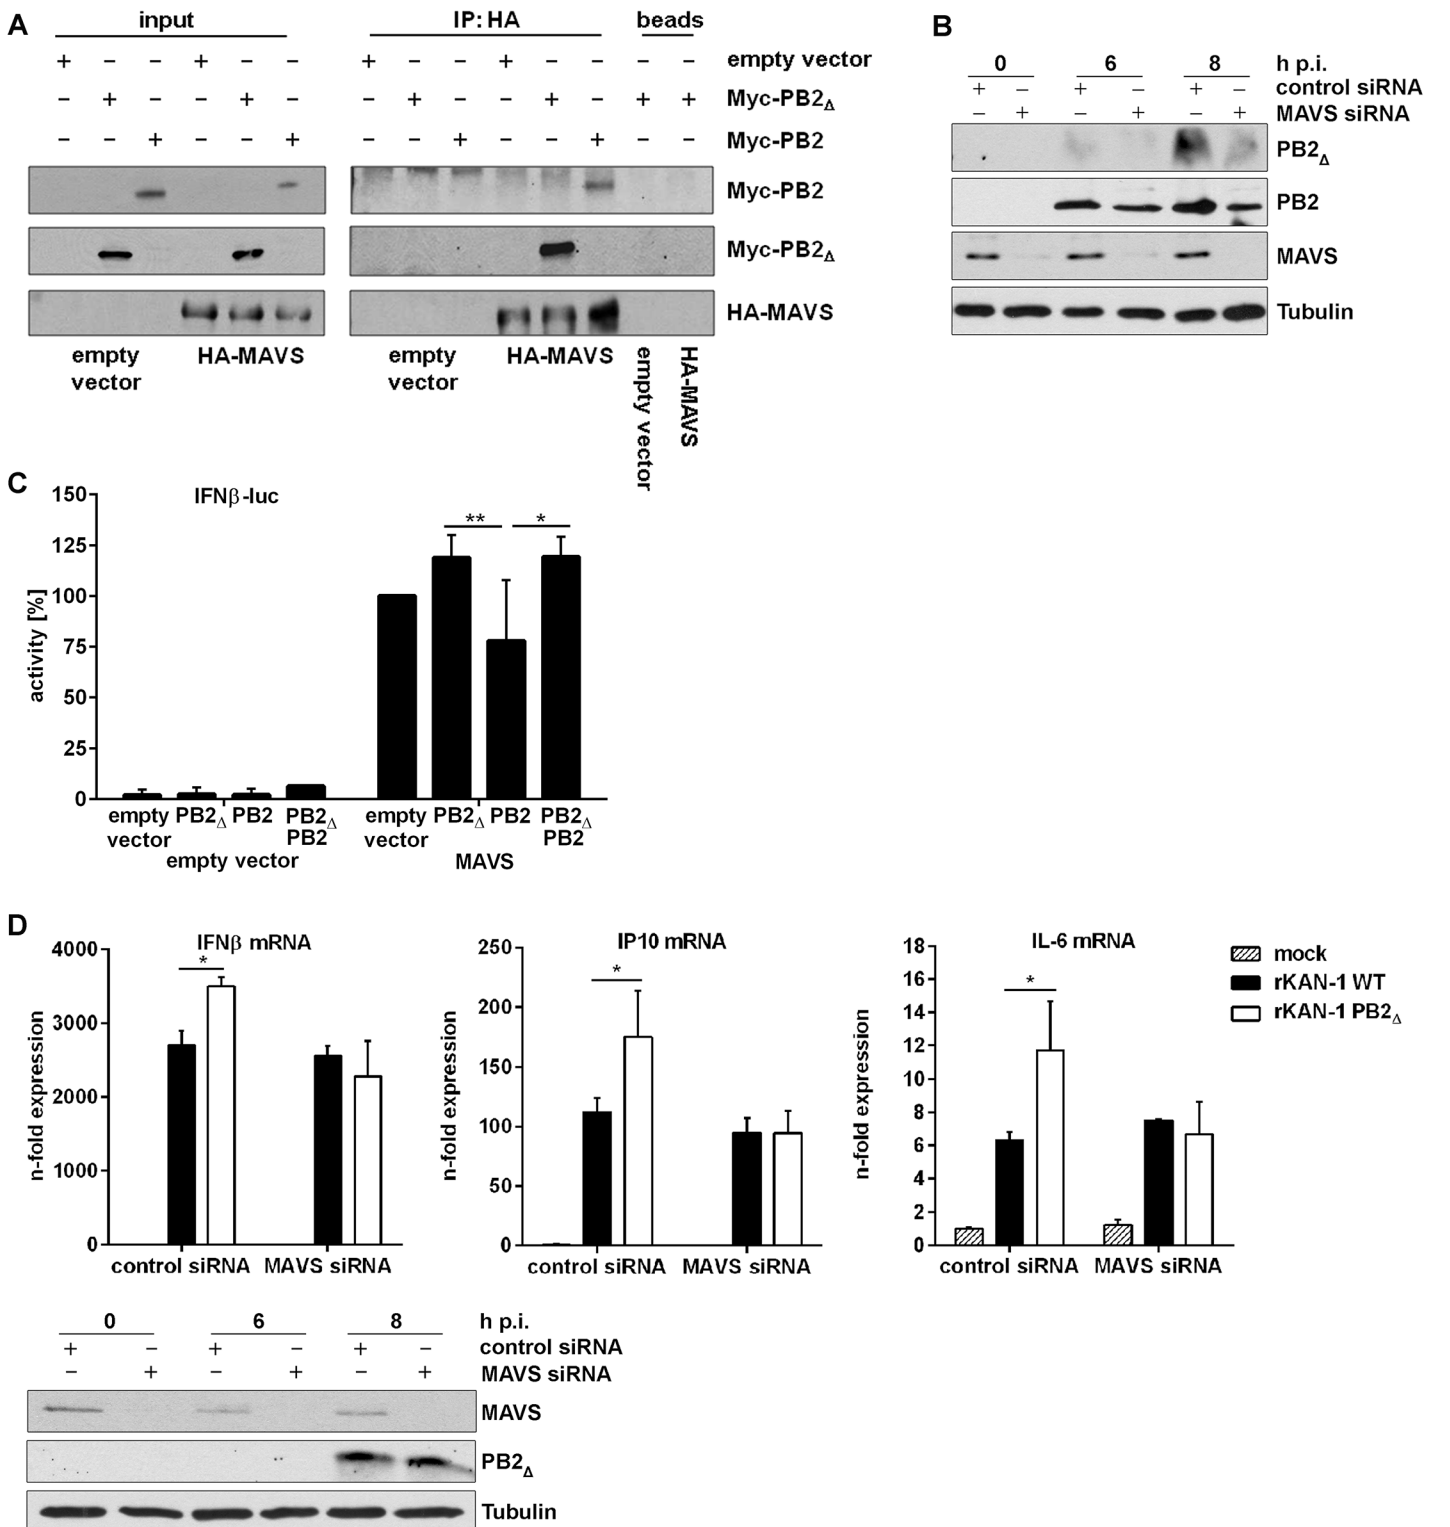 A
input IP: HA beads
+ – – + – – + – – + – – – – empty vector
– + – – + – – + – – + – + + Myc-PB2Δ
– – + – – + – – + – – + – – Myc-PB2
Myc-PB2
Myc-PB2Δ
HA-MAVS
empty vector
HA-MAVS
empty vector
HA-MAVS
empty vector
HA-MAVS
B
0 6 8 h p.i.
+ – + – + – control siRNA
– + – + – + MAVS siRNA
PB2Δ
PB2
MAVS
Tubulin
C
IFNβ-luc
activity [%]
150
125
100
75
50
25
0
** *
empty vector PB2Δ PB2 PB2Δ PB2
empty vector
empty vector PB2Δ PB2 PB2Δ PB2
MAVS
D
IFNβ mRNA
n-fold expression
4000
3000
2000
1000
0
*
control siRNA MAVS siRNA
IP10 mRNA
n-fold expression
250
200
150
100
50
0
*
control siRNA MAVS siRNA
IL-6 mRNA
n-fold expression
18
16
14
12
10
8
6
4
2
0
*
control siRNA MAVS siRNA
mock
rKAN-1 WT
rKAN-1 PB2Δ
0 6 8 h p.i.
+ – + – + – control siRNA
– + – + – + MAVS siRNA
MAVS
PB2Δ
Tubulin